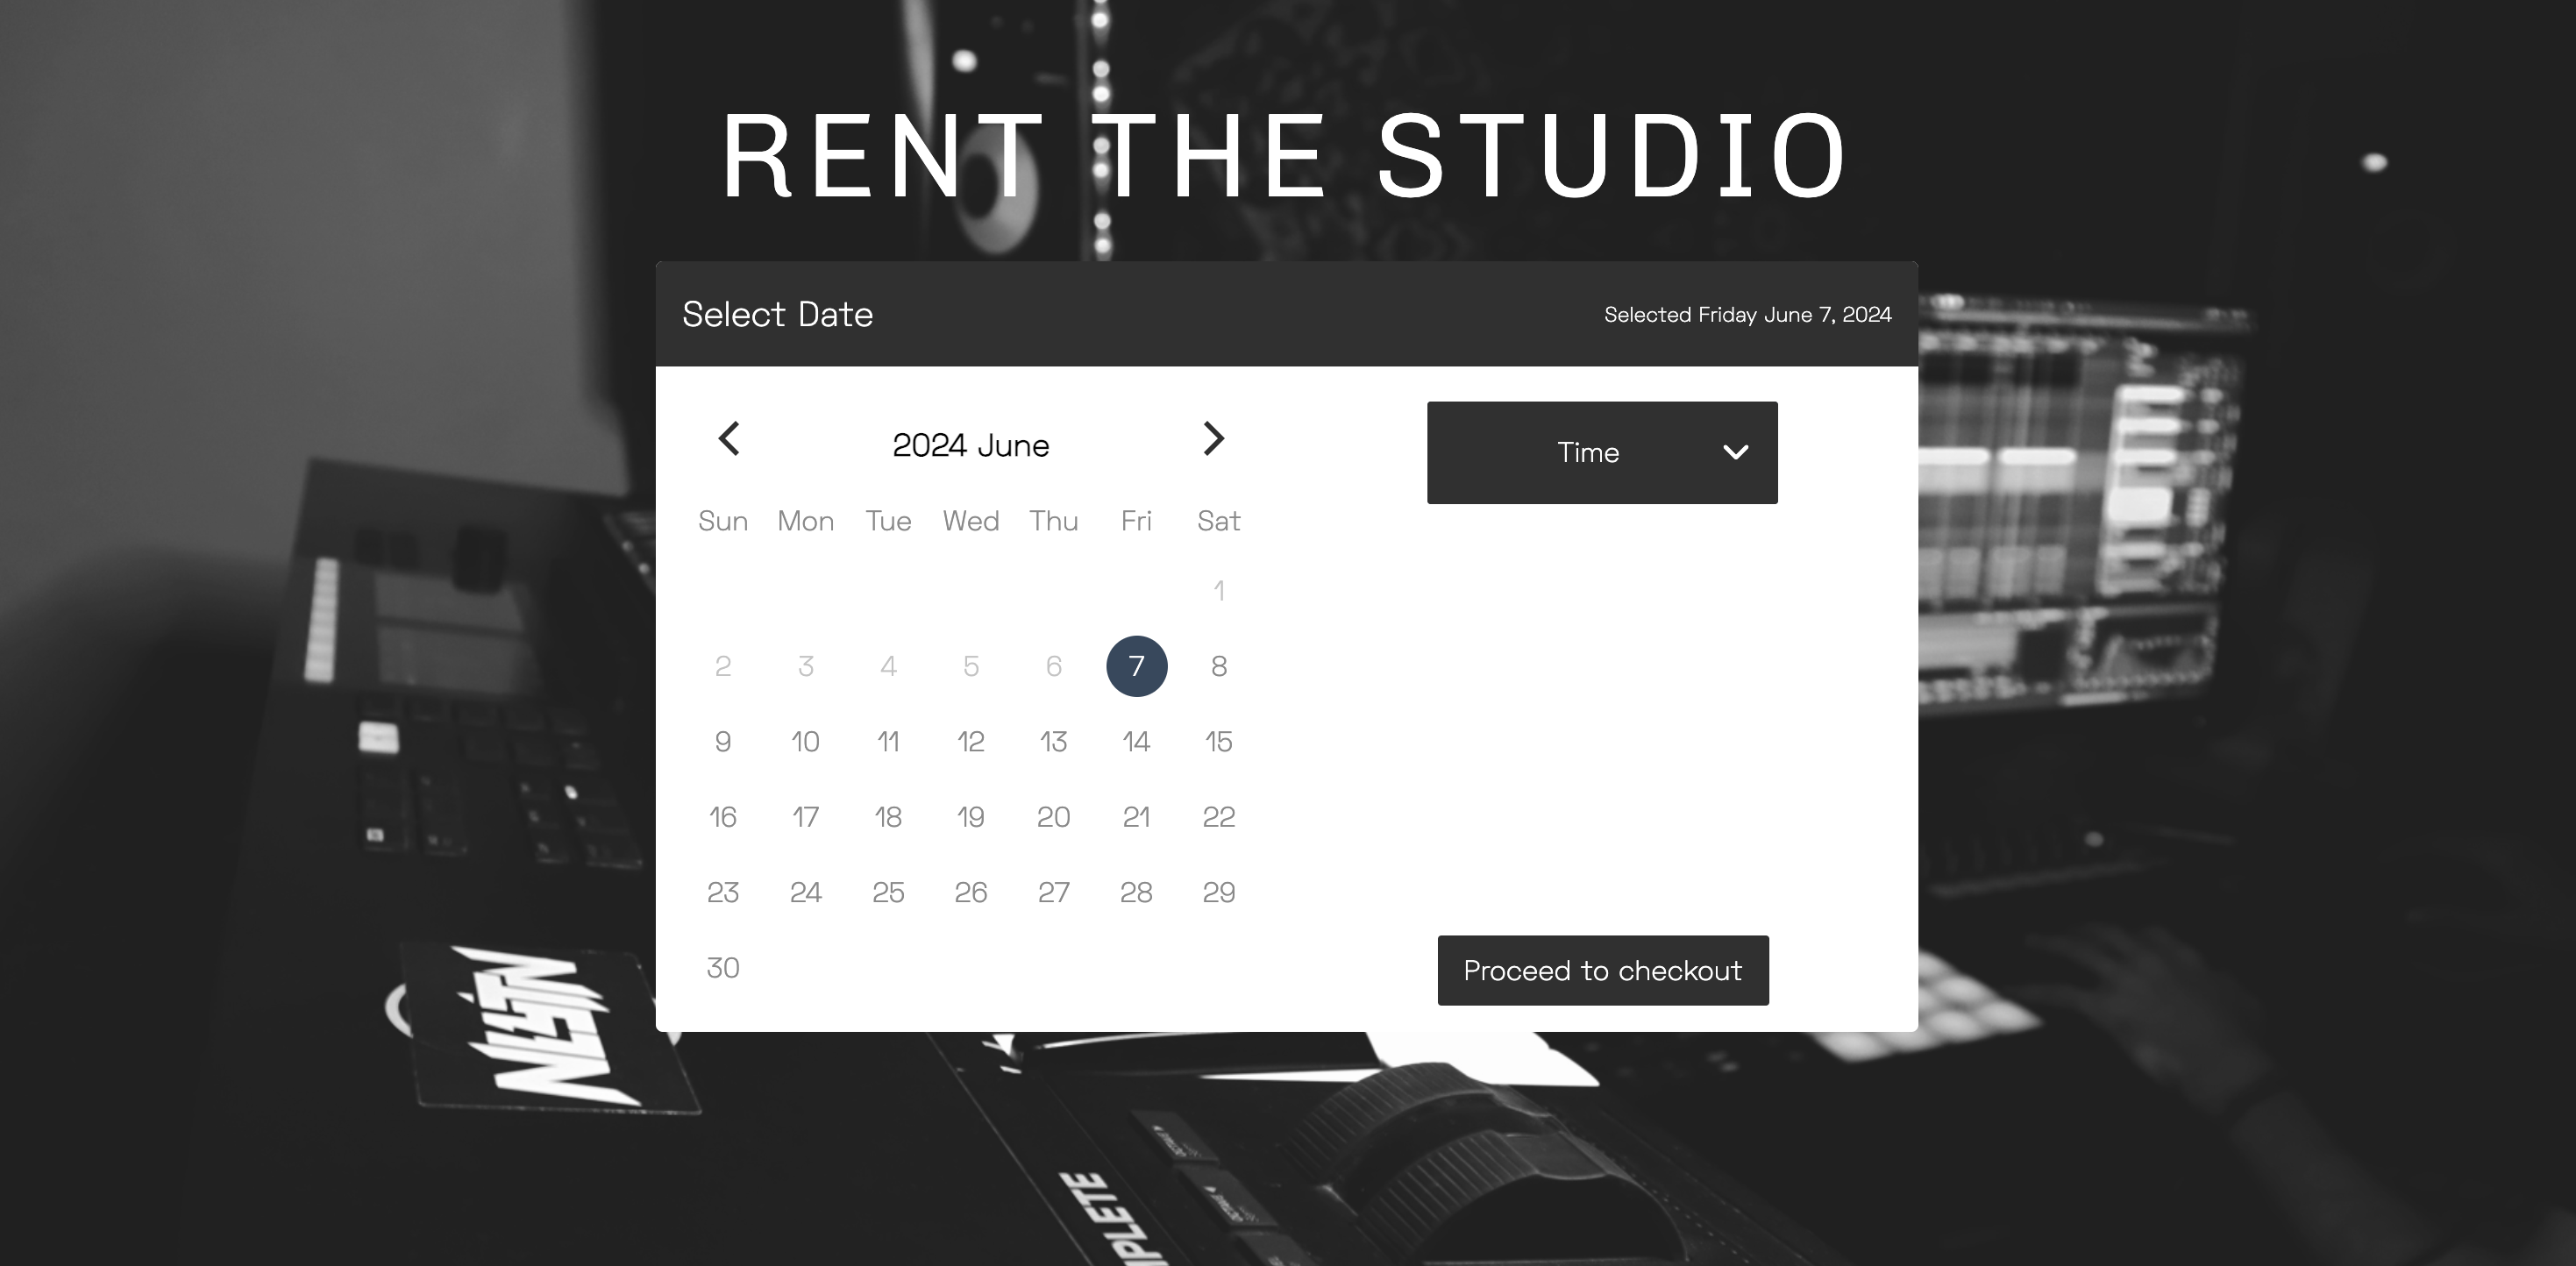 RENT THE STUDIO
Select Date
Selected Friday June 7, 2024
2024 June
Time
Sun Mon Tue Wed Thu Fri Sat
1
2 3 4 5 6 7 8
9 10 11 12 13 14 15
16 17 18 19 20 21 22
23 24 25 26 27 28 29
30
Proceed to checkout
MPLETE